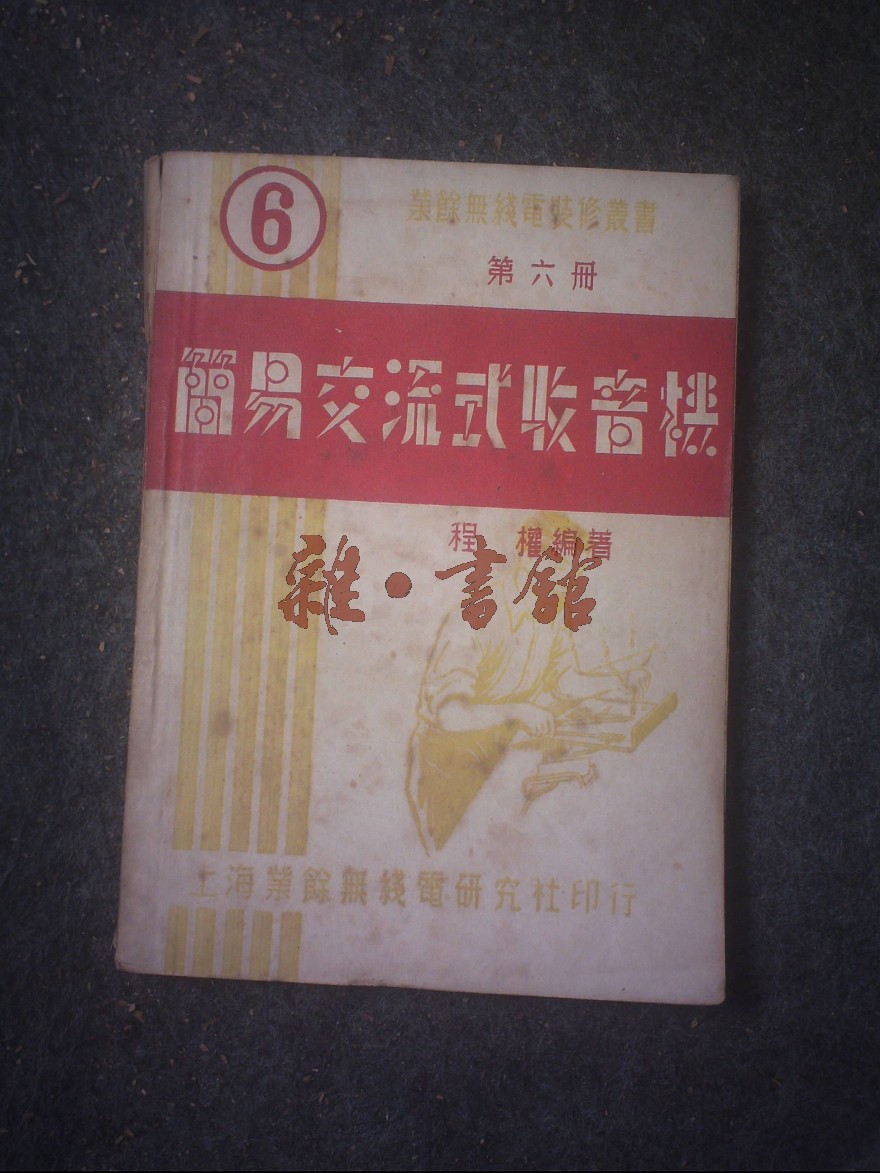 6
業餘無綫電裝修叢書
第六冊
簡易交流式收音機
程 權編著
雜·書館
上海業餘無綫電研究社印行